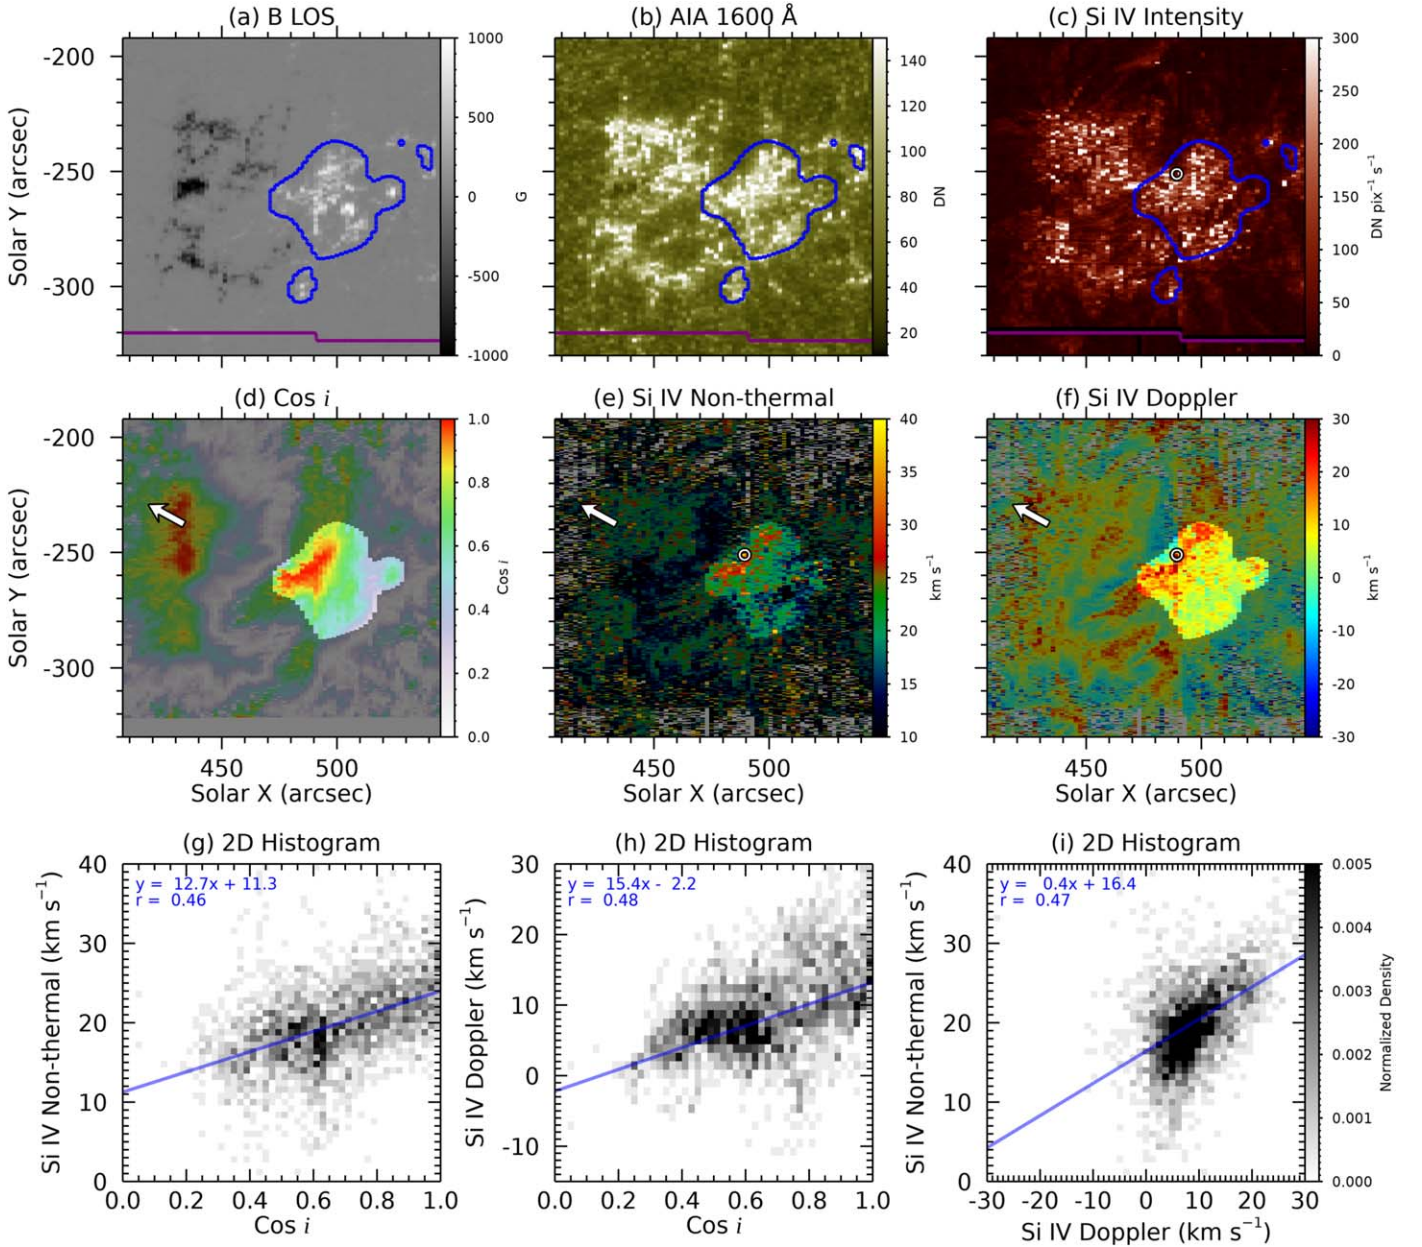 (a) B LOS
(b) AIA 1600 Å
(c) Si IV Intensity
Solar Y (arcsec)
-200
-250
-300
1000
500
0
-500
-1000
G
140
120
100
80
60
40
20
DN
300
250
200
150
100
50
0
DN pix⁻¹ s⁻¹
(d) Cos i
(e) Si IV Non-thermal
(f) Si IV Doppler
Solar Y (arcsec)
-200
-250
-300
1.0
0.8
0.6
0.4
0.2
0.0
Cos i
40
35
30
25
20
15
10
km s⁻¹
30
20
10
0
-10
-20
-30
km s⁻¹
450 500
Solar X (arcsec)
450 500
Solar X (arcsec)
450 500
Solar X (arcsec)
(g) 2D Histogram
(h) 2D Histogram
(i) 2D Histogram
Si IV Non-thermal (km s⁻¹)
40
30
20
10
0
y = 12.7x + 11.3
r = 0.46
0.0 0.2 0.4 0.6 0.8 1.0
Cos i
Si IV Doppler (km s⁻¹)
30
20
10
0
-10
y = 15.4x - 2.2
r = 0.48
0.0 0.2 0.4 0.6 0.8 1.0
Cos i
Si IV Non-thermal (km s⁻¹)
40
30
20
10
0
y = 0.4x + 16.4
r = 0.47
-30 -20 -10 0 10 20 30
Si IV Doppler (km s⁻¹)
0.005
0.004
0.003
0.002
0.001
0.000
Normalized Density